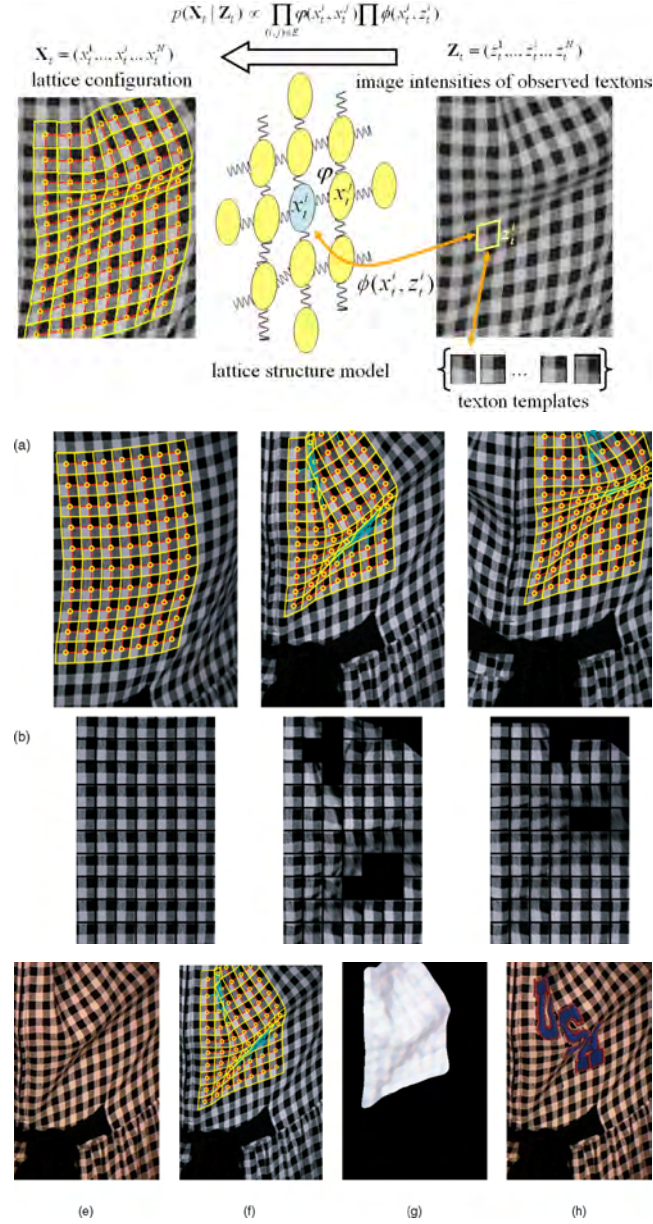 p(X_t | Z_t) ∝ ∏_{(i,j)∈E} φ(x_t^i, x_t^j) ∏ ϕ(x_t^i, z_t^i)
X_t = (x_t^1,...,x_t^i,..,x_t^N)
Z_t = (z_t^1,...z_t^i,..,z_t^N)
lattice configuration
image intensities of observed textons
φ
x_t^i
x_t^j
z_t^i
ϕ(x_t^i, z_t^i)
lattice structure model
{ ... }
texton templates
(a)
(b)
LCA
(e)
(f)
(g)
(h)